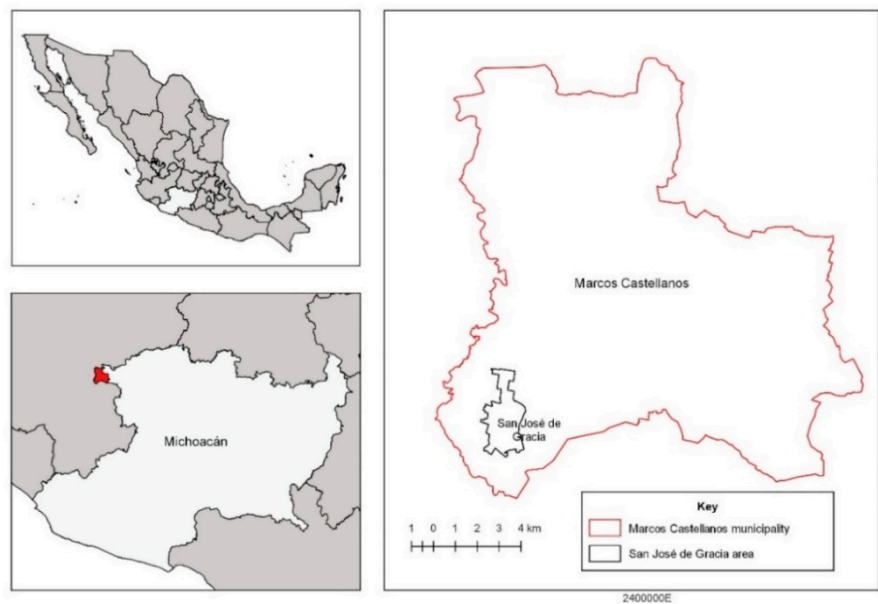 Michoacán
Marcos Castellanos
San José de
Gracia
Key
Marcos Castellanos municipality
San José de Gracia area
1 0 1 2 3 4 km
2400000E